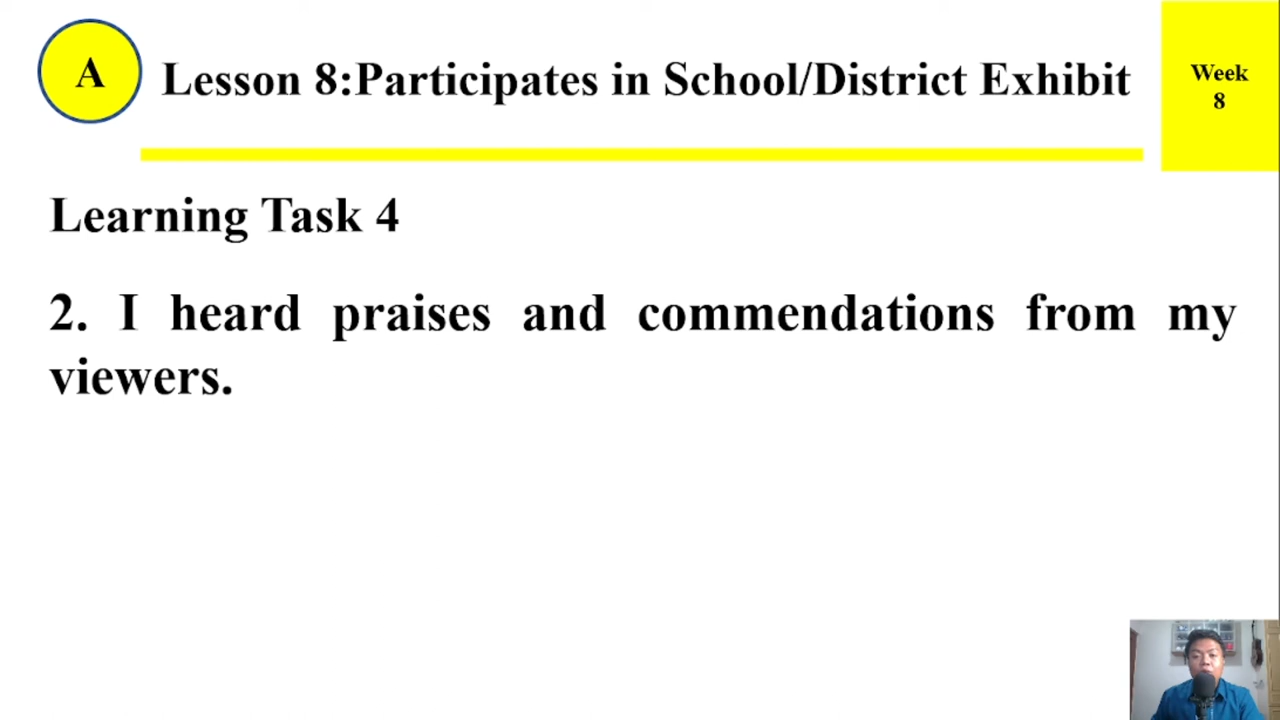 A
Lesson 8:Participates in School/District Exhibit
Week
8
Learning Task 4
2. I heard praises and commendations from my
viewers.